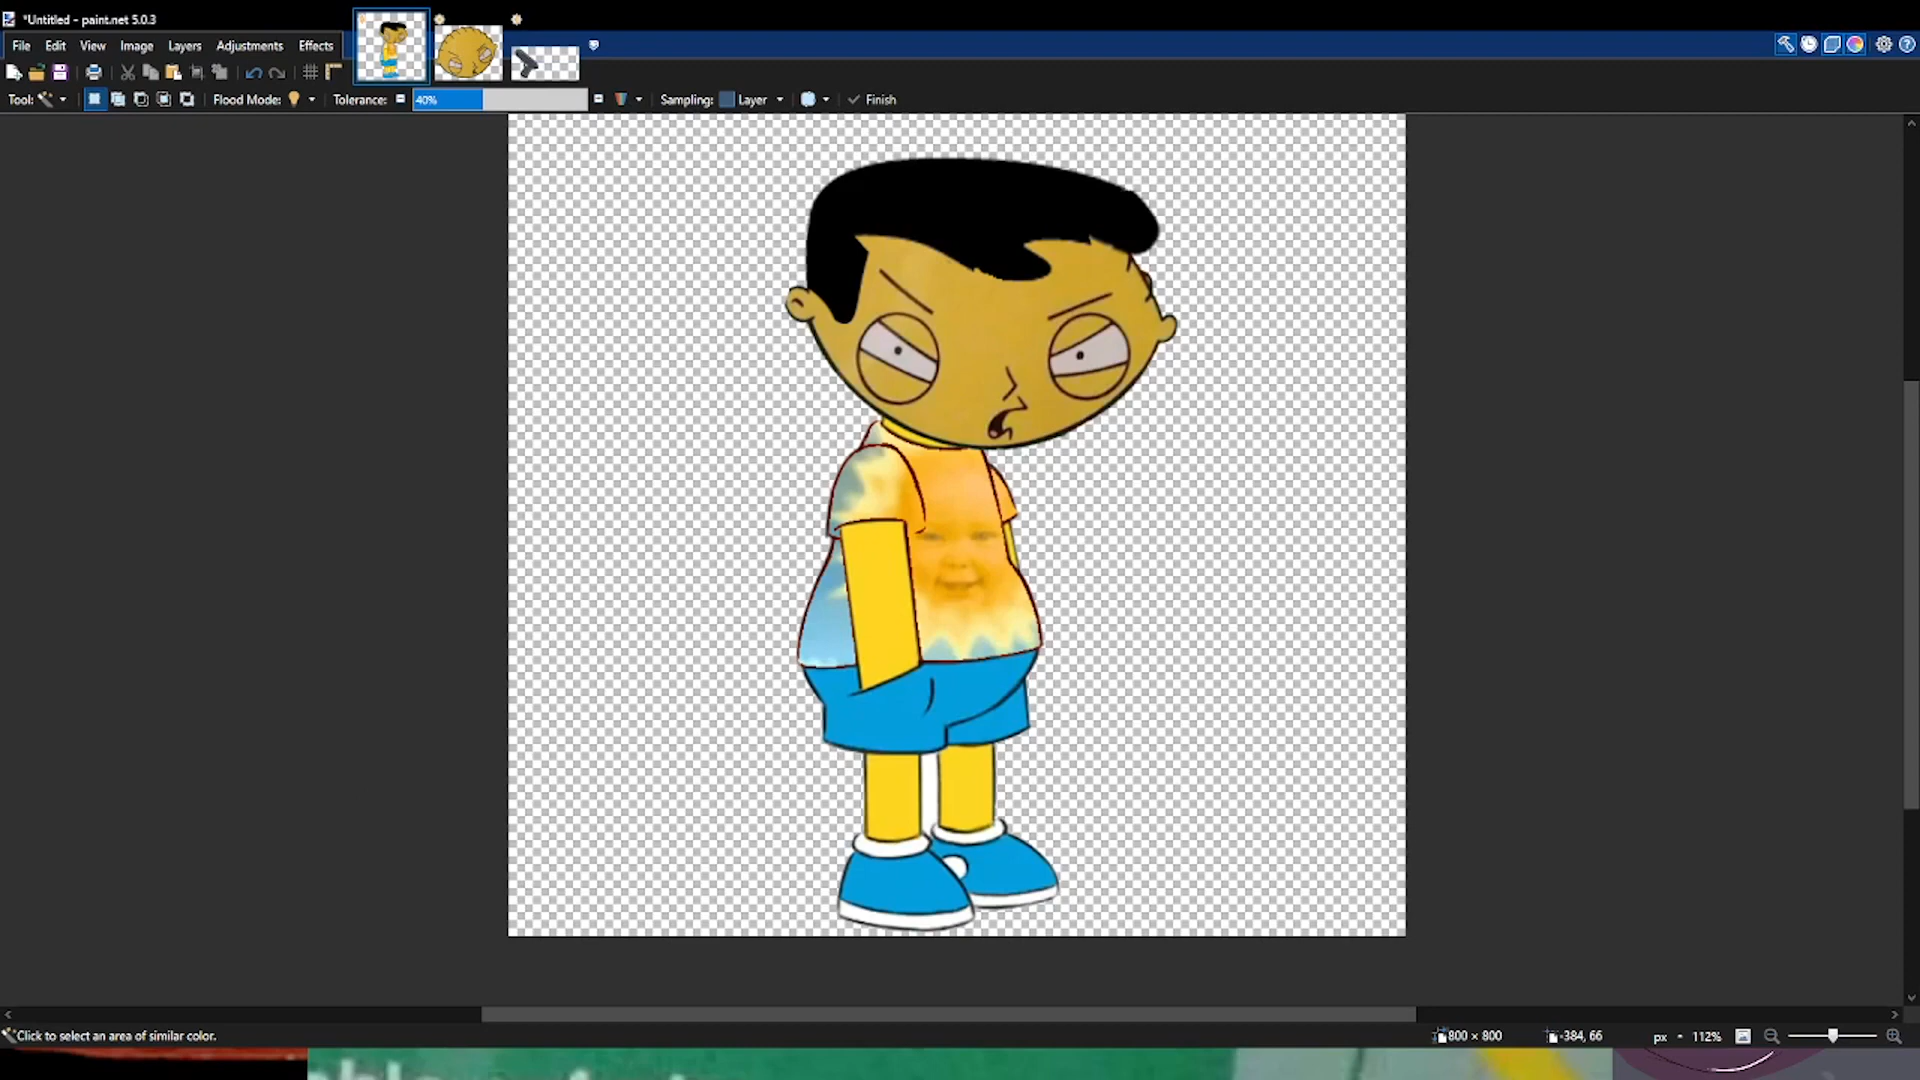 *Untitled - paint.net 5.0.3
File Edit View Image Layers Adjustments Effects
Tool: Flood Mode: Tolerance: 40% Sampling: Layer Finish
Click to select an area of similar color. 800 × 800 -384, 66 px 112%